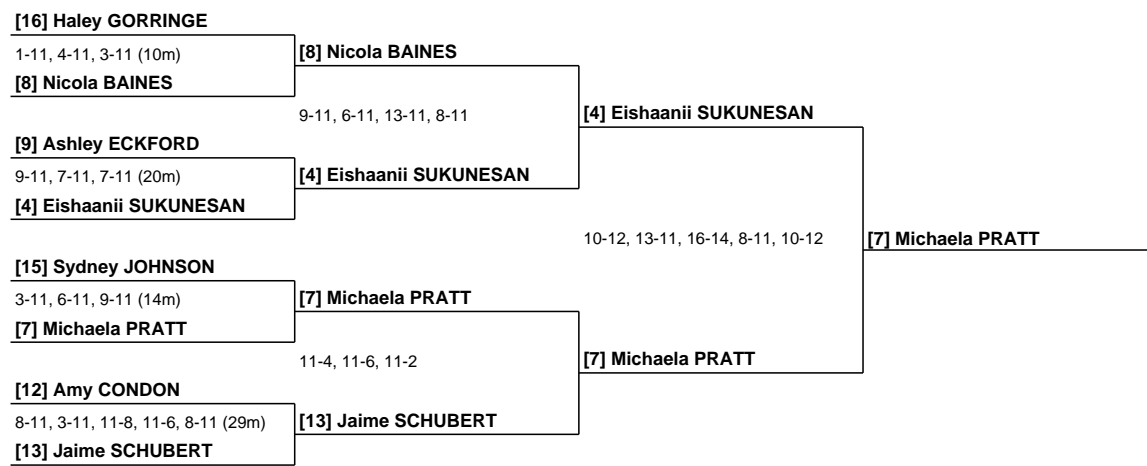 [16] Haley GORRINGE
1-11, 4-11, 3-11 (10m)
[8] Nicola BAINES
[8] Nicola BAINES
9-11, 6-11, 13-11, 8-11
[4] Eishaanii SUKUNESAN
[9] Ashley ECKFORD
9-11, 7-11, 7-11 (20m)
[4] Eishaanii SUKUNESAN
[4] Eishaanii SUKUNESAN
10-12, 13-11, 16-14, 8-11, 10-12
[7] Michaela PRATT
[15] Sydney JOHNSON
3-11, 6-11, 9-11 (14m)
[7] Michaela PRATT
[7] Michaela PRATT
11-4, 11-6, 11-2
[7] Michaela PRATT
[12] Amy CONDON
8-11, 3-11, 11-8, 11-6, 8-11 (29m)
[13] Jaime SCHUBERT
[13] Jaime SCHUBERT